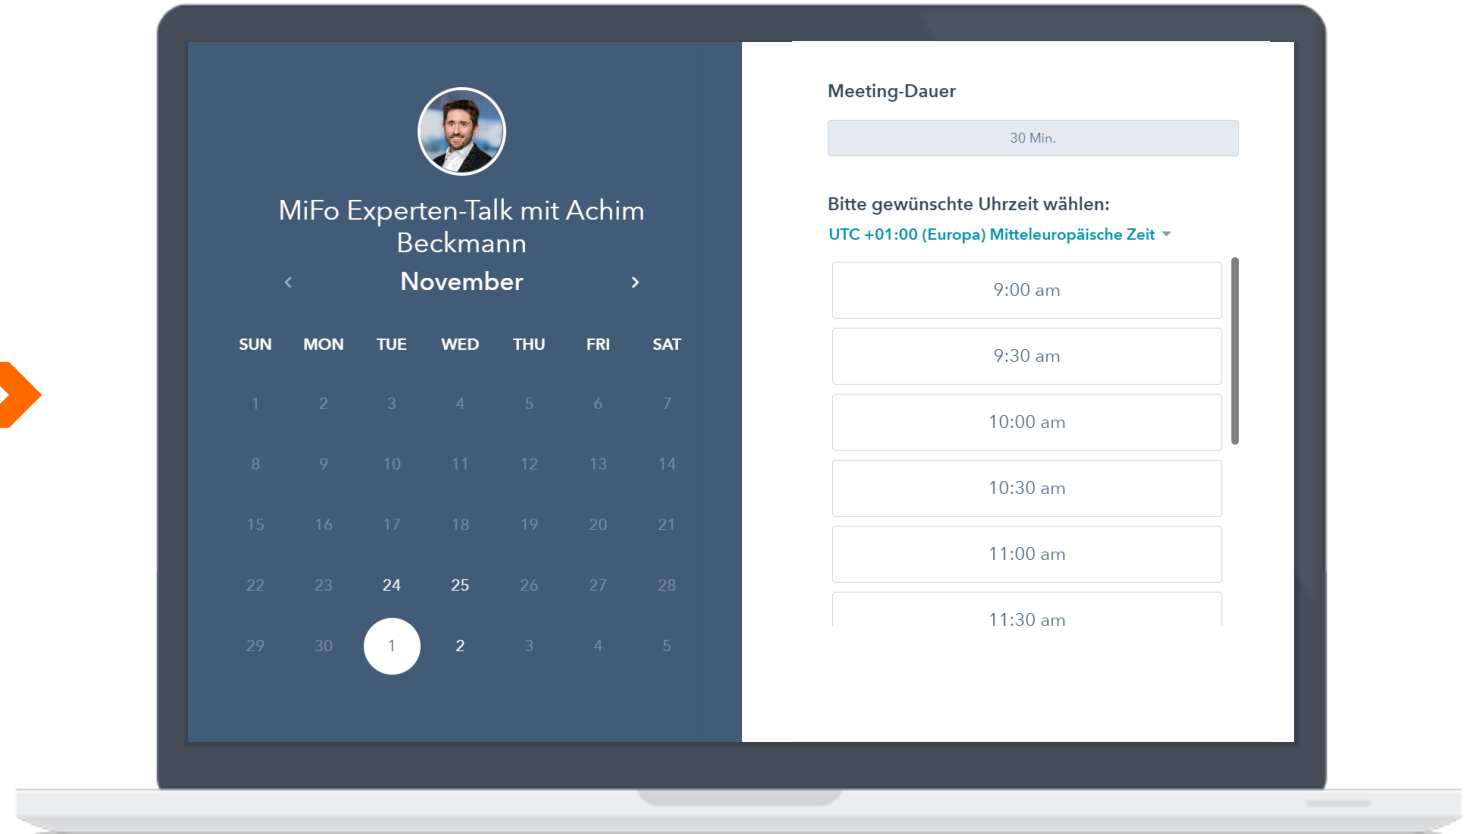 MiFo Experten-Talk mit Achim
Beckmann
November
SUN MON TUE WED THU FRI SAT
1 2 3 4 5 6 7
8 9 10 11 12 13 14
15 16 17 18 19 20 21
22 23 24 25 26 27 28
29 30 1 2 3 4 5
Meeting-Dauer
30 Min.
Bitte gewünschte Uhrzeit wählen:
UTC +01:00 (Europa) Mitteleuropäische Zeit
9:00 am
9:30 am
10:00 am
10:30 am
11:00 am
11:30 am